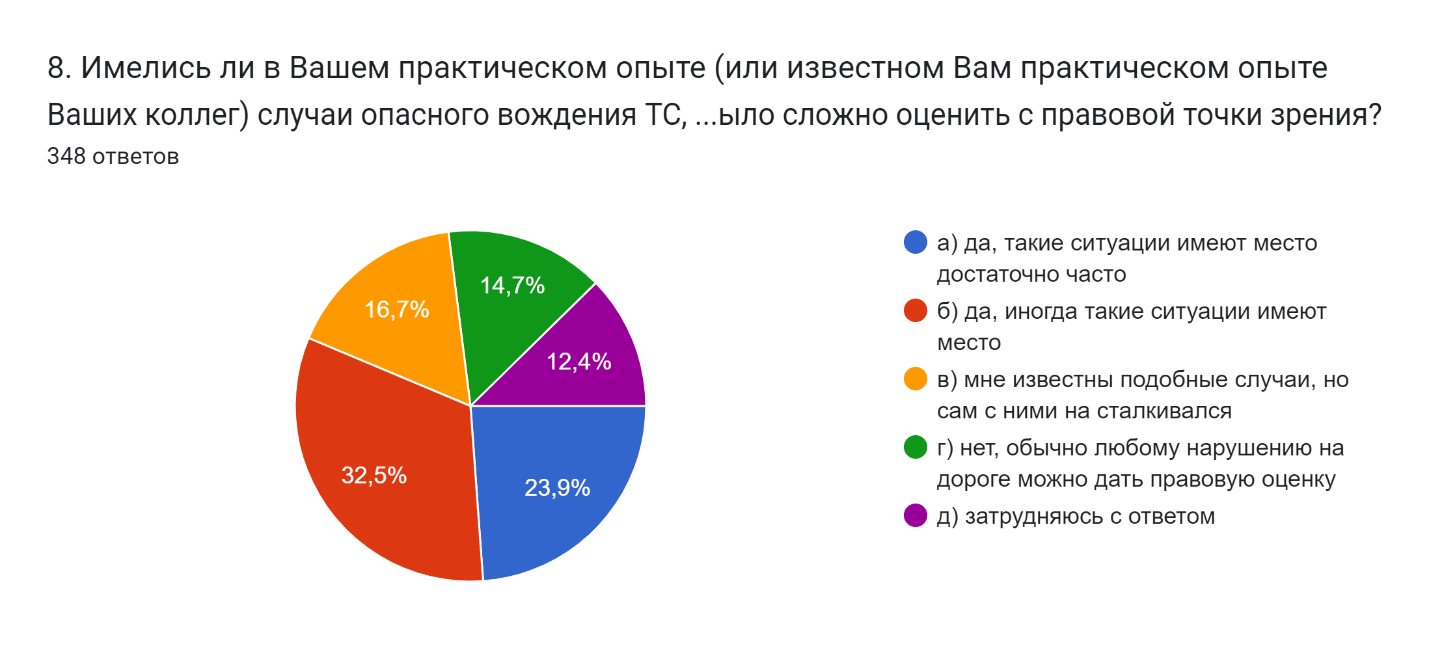 8. Имелись ли в Вашем практическом опыте (или известном Вам практическом опыте
Ваших коллег) случаи опасного вождения ТС, ...ыло сложно оценить с правовой точки зрения?
348 ответов
14,7%
16,7%
12,4%
32,5%
23,9%
а) да, такие ситуации имеют место
достаточно часто
б) да, иногда такие ситуации имеют
место
в) мне известны подобные случаи, но
сам с ними на сталкивался
г) нет, обычно любому нарушению на
дороге можно дать правовую оценку
д) затрудняюсь с ответом